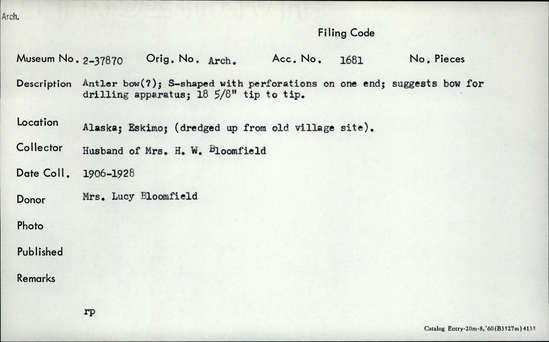 Arch.
Filing Code
Museum No. 2-37870 Orig. No. Arch. Acc. No. 1681 No. Pieces
Description Antler bow(?); S-shaped with perforations on one end; suggests bow for
drilling apparatus; 18 5/8" tip to tip.
Location Alaska; Eskimo; (dredged up from old village site).
Collector Husband of Mrs. H. W. Bloomfield
Date Coll. 1906-1928
Donor Mrs. Lucy Bloomfield
Photo
Published
Remarks
rp
Catalog Entry-20m-8,'60(B3527m)4139